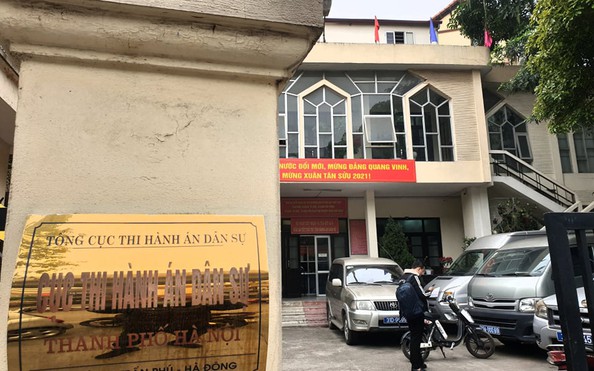 TỔNG CỤC THI HÀNH ÁN DÂN SỰ
CỤC THI HÀNH ÁN DÂN SỰ
THÀNH PHỐ HÀ NỘI
PHÚ - HÀ ĐÔNG
NƯỚC ĐỔI MỚI, MỪNG ĐẢNG QUANG VINH,
MỪNG XUÂN TÂN SỬU 2021!